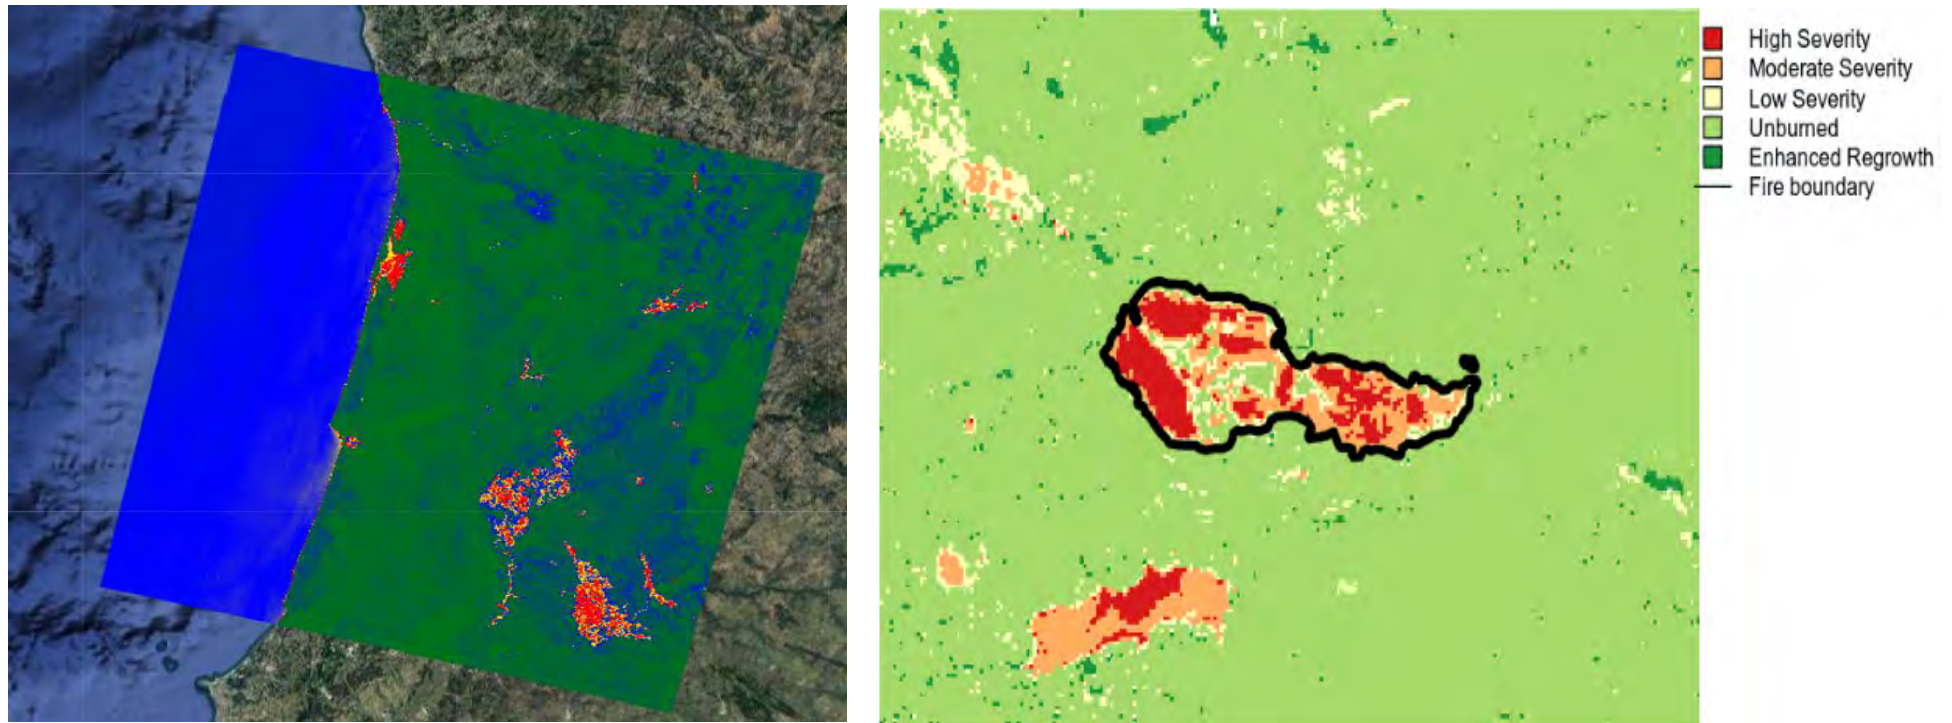 High Severity
Moderate Severity
Low Severity
Unburned
Enhanced Regrowth
Fire boundary